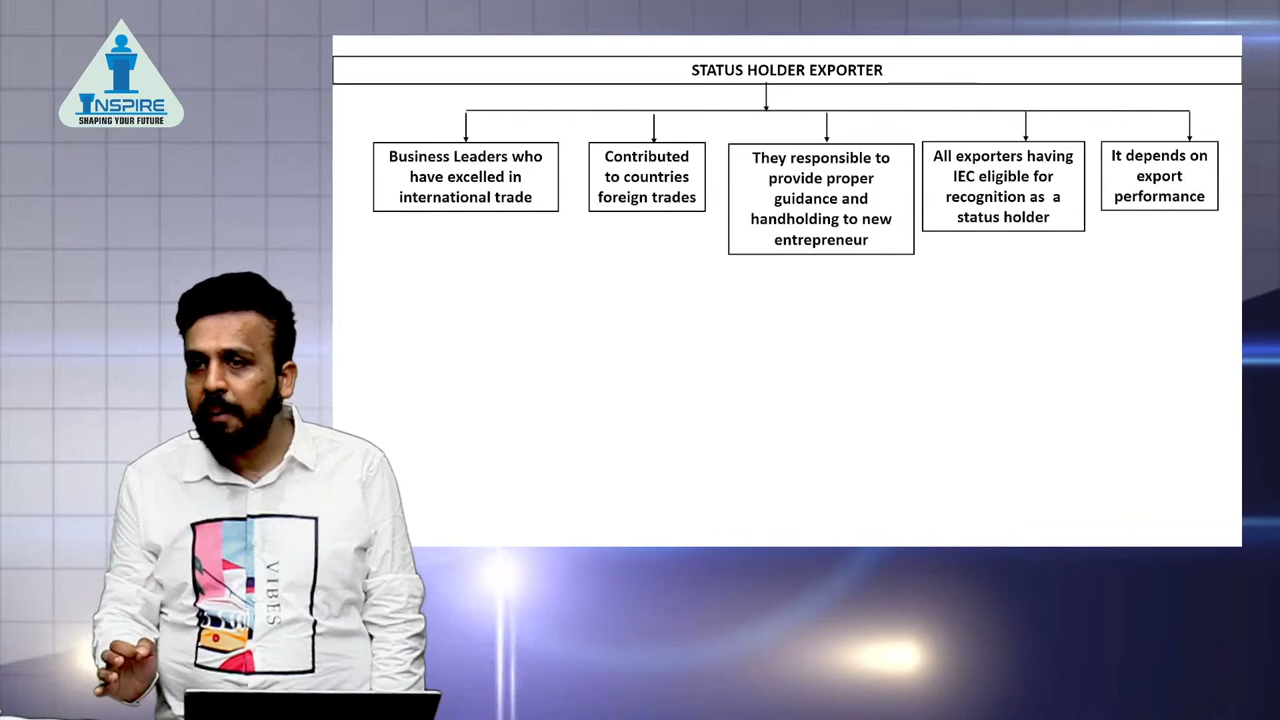 INSPIRE
SHAPING YOUR FUTURE
STATUS HOLDER EXPORTER
Business Leaders who
have excelled in
international trade
Contributed
to countries
foreign trades
They responsible to
provide proper
guidance and
handholding to new
entrepreneur
All exporters having
IEC eligible for
recognition as a
status holder
It depends on
export
performance
VIBES